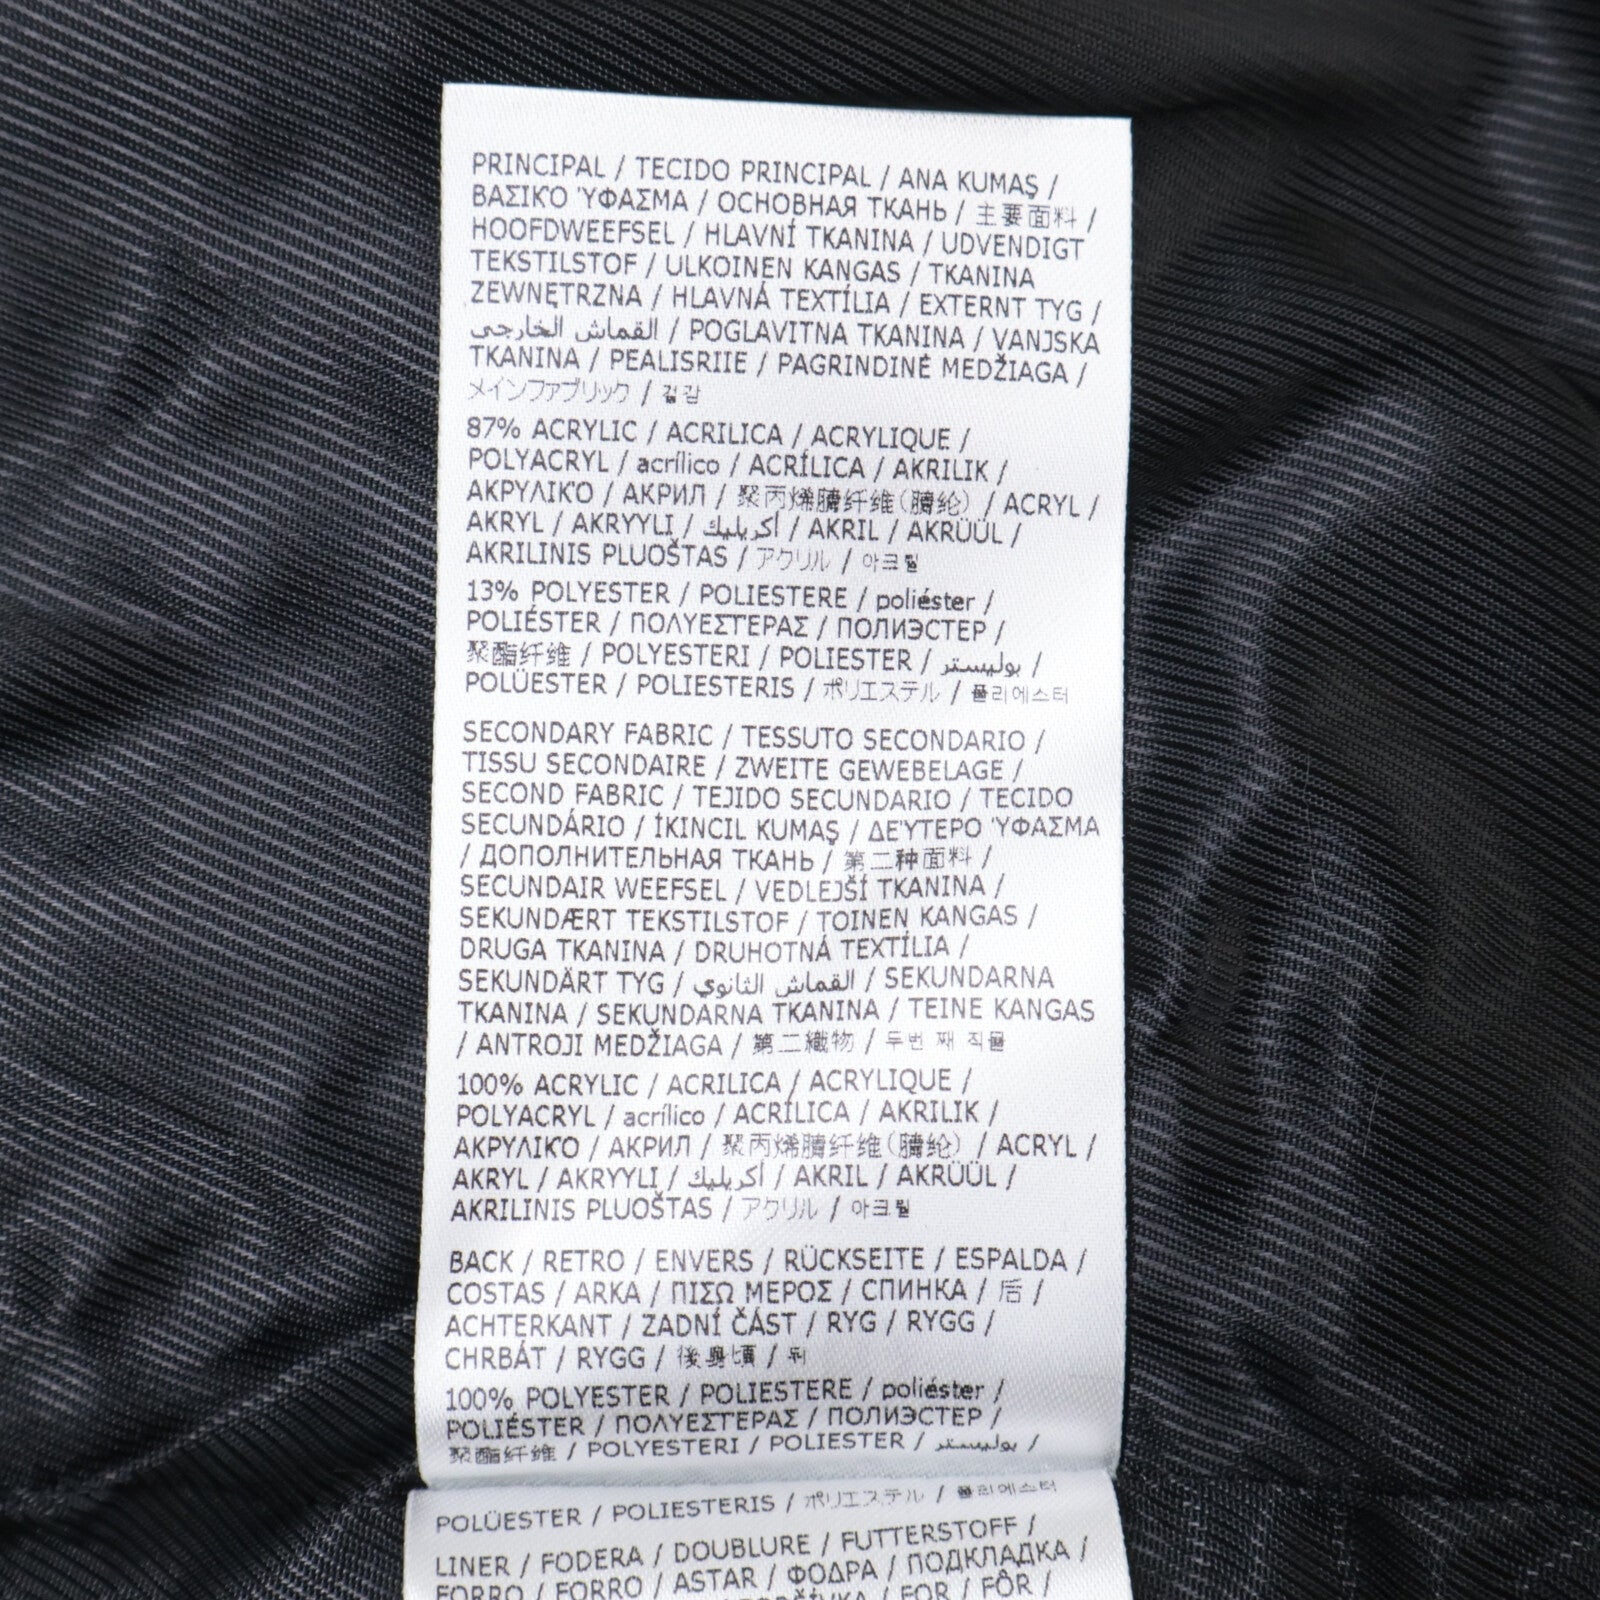 PRINCIPAL / TECIDO PRINCIPAL / ANA KUMAŞ /
ΒΑΣΙΚΌ ΎΦΑΣΜΑ / ОСНОВНАЯ ТКАНЬ / 主要面料 /
HOOFDWEEFSEL / HLAVNÍ TKANINA / UDVENDIGT
TEKSTILSTOF / ULKOINEN KANGAS / TKANINA
ZEWNĘTRZNA / HLAVNÁ TEXTÍLIA / EXTERNT TYG /
القماش الخارجي / POGLAVITNA TKANINA / VANJSKA
TKANINA / PEALISRIIE / PAGRINDINĖ MEDŽIAGA /
メインファブリック / 겉감
87% ACRYLIC / ACRILICA / ACRYLIQUE /
POLYACRYL / acrílico / ACRÍLICA / AKRILIK /
ΑΚΡΥΛΙΚΌ / АКРИЛ / 聚丙烯腈纤维(腈纶) / ACRYL /
AKRYL / AKRYYLI / أكريليك / AKRIL / AKRÜÜL /
AKRILINIS PLUOŠTAS / アクリル / 아크릴
13% POLYESTER / POLIESTERE / poliéster /
POLIÉSTER / ΠΟΛΥΕΣΤΕΡΑΣ / ПОЛИЭСТЕР /
聚酯纤维 / POLYESTERI / POLIESTER / بوليستر /
POLÜESTER / POLIESTERIS / ポリエステル / 폴리에스터
SECONDARY FABRIC / TESSUTO SECONDARIO /
TISSU SECONDAIRE / ZWEITE GEWEBELAGE /
SECOND FABRIC / TEJIDO SECUNDARIO / TECIDO
SECUNDÁRIO / İKINCIL KUMAŞ / ΔΕΎΤΕΡΟ ΎΦΑΣΜΑ
/ ДОПОЛНИТЕЛЬНАЯ ТКАНЬ / 第二种面料 /
SECUNDAIR WEEFSEL / VEDLEJŠÍ TKANINA /
SEKUNDÆRT TEKSTILSTOF / TOINEN KANGAS /
DRUGA TKANINA / DRUHOTNÁ TEXTÍLIA /
SEKUNDÄRT TYG / القماش الثانوي / SEKUNDARNA
TKANINA / SEKUNDARNA TKANINA / TEINE KANGAS
/ ANTROJI MEDŽIAGA / 第二織物 / 두번 째 직물
100% ACRYLIC / ACRILICA / ACRYLIQUE /
POLYACRYL / acrílico / ACRÍLICA / AKRILIK /
ΑΚΡΥΛΙΚΌ / АКРИЛ / 聚丙烯腈纤维(腈纶) / ACRYL /
AKRYL / AKRYYLI / أكريليك / AKRIL / AKRÜÜL /
AKRILINIS PLUOŠTAS / アクリル / 아크릴
BACK / RETRO / ENVERS / RÜCKSEITE / ESPALDA /
COSTAS / ARKA / ΠΙΣΩ ΜΕΡΟΣ / СПИНКА / 后 /
ACHTERKANT / ZADNÍ ČÁST / RYG / RYGG /
CHRBÁT / RYGG / 後身頃 / 뒤
100% POLYESTER / POLIESTERE / poliéster /
POLIÉSTER / ΠΟΛΥΕΣΤΕΡΑΣ / ПОЛИЭСТЕР /
聚酯纤维 / POLYESTERI / POLIESTER / بوليستر /
POLÜESTER / POLIESTERIS / ポリエステル / 폴리에스터
LINER / FODERA / DOUBLURE / FUTTERSTOFF /
FORRO / FORRO / ASTAR / ΦΟΔΡΑ / ПОДКЛАДКА /
/ FOR / FÔR /